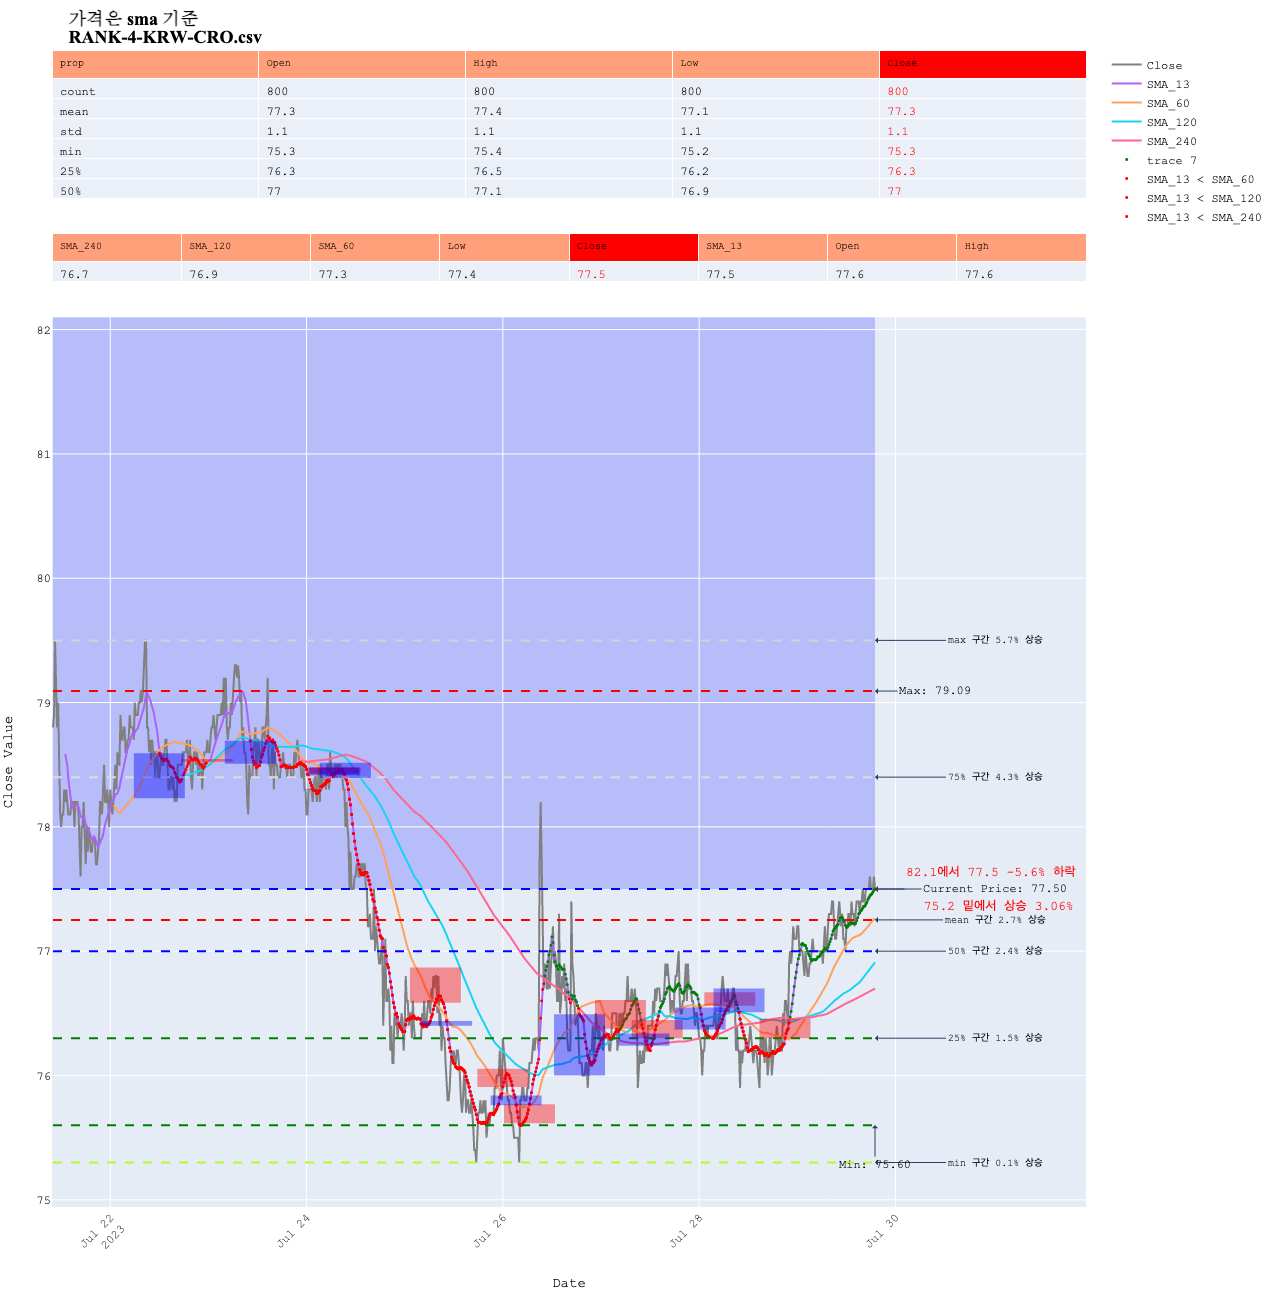 가격은 sma 기준
RANK-4-KRW-CRO.csv
prop Open High Low Close
count 800 800 800 800
mean 77.3 77.4 77.1 77.3
std 1.1 1.1 1.1 1.1
min 75.3 75.4 75.2 75.3
25% 76.3 76.5 76.2 76.3
50% 77 77.1 76.9 77
SMA_240 SMA_120 SMA_60 Low Close SMA_13 Open High
76.7 76.9 77.3 77.4 77.5 77.5 77.6 77.6
Close
SMA_13
SMA_60
SMA_120
SMA_240
trace 7
SMA_13 < SMA_60
SMA_13 < SMA_120
SMA_13 < SMA_240
82
81
80
79
78
77
76
75
Close Value
max 구간 5.7% 상승
Max: 79.09
75% 구간 4.3% 상승
82.1에서 77.5 -5.6% 하락
Current Price: 77.50
75.2 밑에서 상승 3.06%
mean 구간 2.7% 상승
50% 구간 2.4% 상승
25% 구간 1.5% 상승
Min: 75.60
min 구간 0.1% 상승
Jul 22
2023
Jul 24
Jul 26
Jul 28
Jul 30
Date